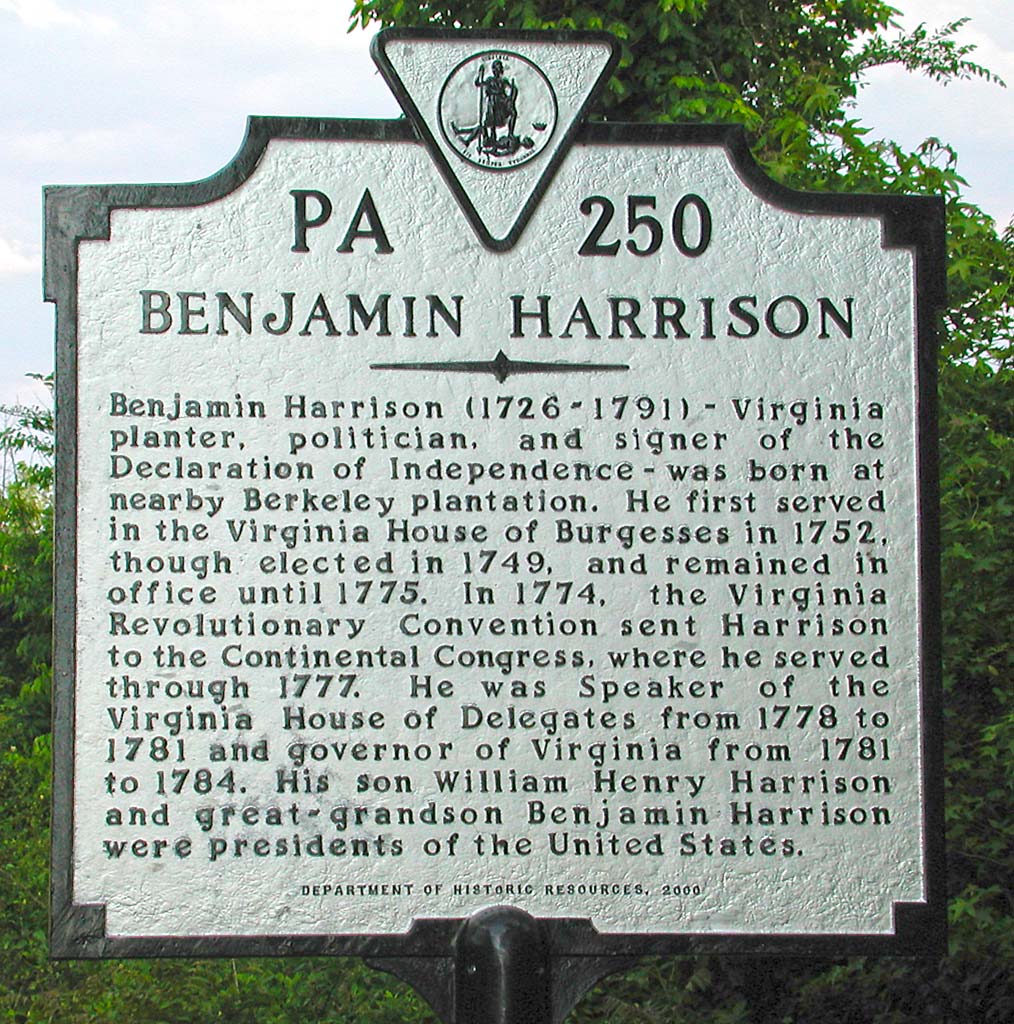 PA 250
BENJAMIN HARRISON
Benjamin Harrison (1726-1791) - Virginia
planter, politician, and signer of the
Declaration of Independence - was born at
nearby Berkeley plantation. He first served
in the Virginia House of Burgesses in 1752,
though elected in 1749, and remained in
office until 1775. In 1774, the Virginia
Revolutionary Convention sent Harrison
to the Continental Congress, where he served
through 1777. He was Speaker of the
Virginia House of Delegates from 1778 to
1781 and governor of Virginia from 1781
to 1784. His son William Henry Harrison
and great-grandson Benjamin Harrison
were presidents of the United States.
DEPARTMENT OF HISTORIC RESOURCES, 2000